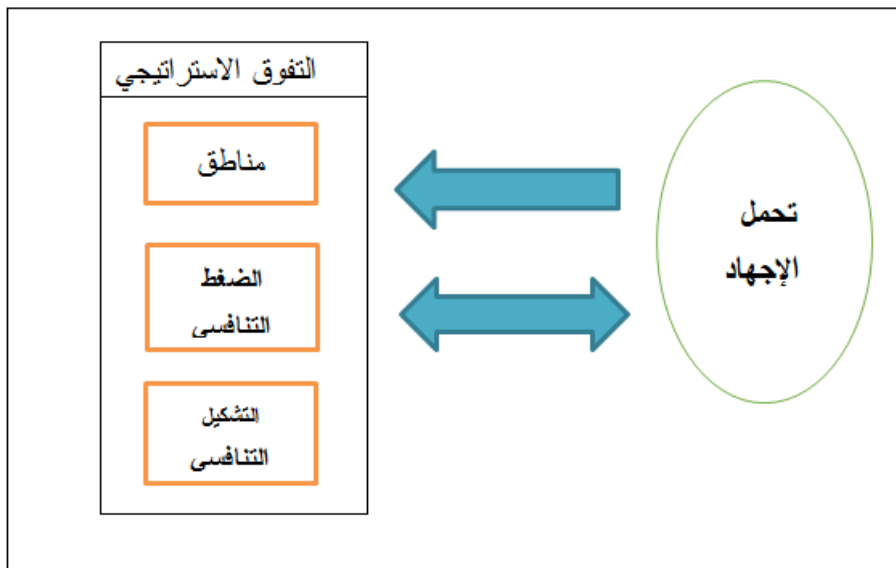 التفوق الاستراتيجي
مناطق
الضغط
التنافسي
التشكيل
التنافسي
تحمل
الإجهاد